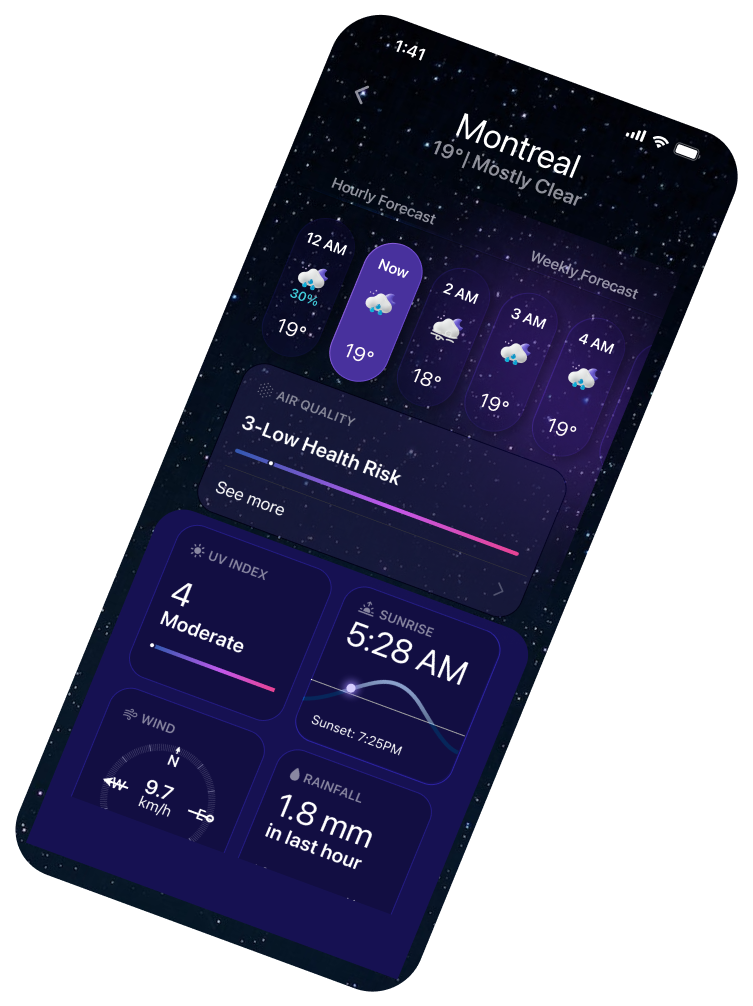 1:41
Montreal
19° | Mostly Clear
Hourly Forecast
Weekly Forecast
12 AM
30%
19°
Now
19°
2 AM
18°
3 AM
19°
4 AM
19°
AIR QUALITY
3-Low Health Risk
See more
UV INDEX
4
Moderate
SUNRISE
5:28 AM
Sunset: 7:25PM
WIND
N
W
9.7
km/h
E
RAINFALL
1.8 mm
in last hour